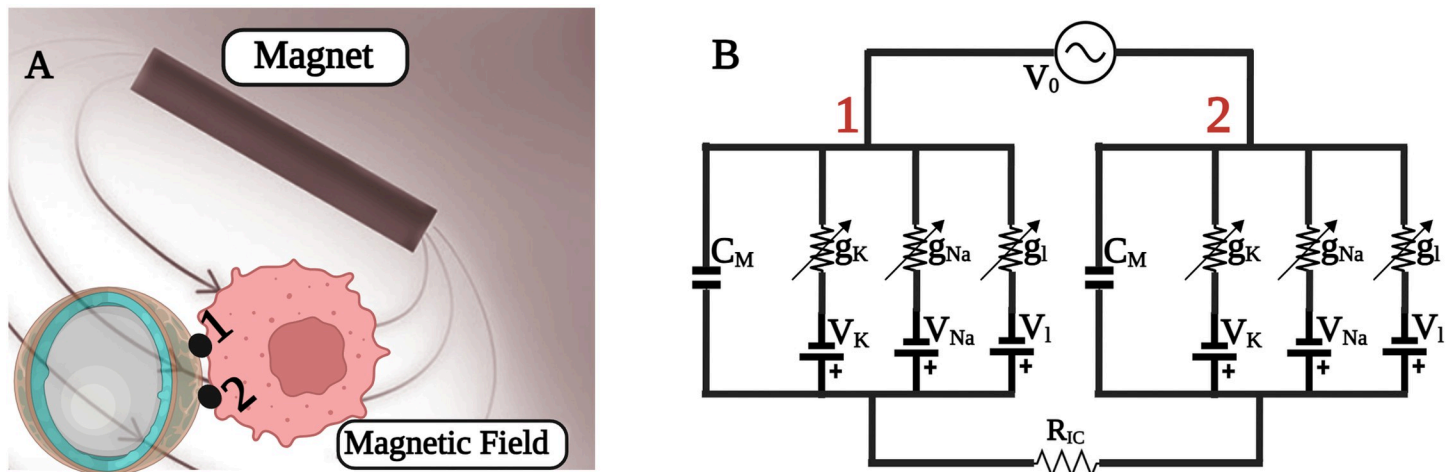 A
Magnet
1
2
Magnetic Field
B
V0
1
2
CM
gK
gNa
gl
VK
VNa
Vl
+
+
+
CM
gK
gNa
gl
VK
VNa
Vl
+
+
+
RIC